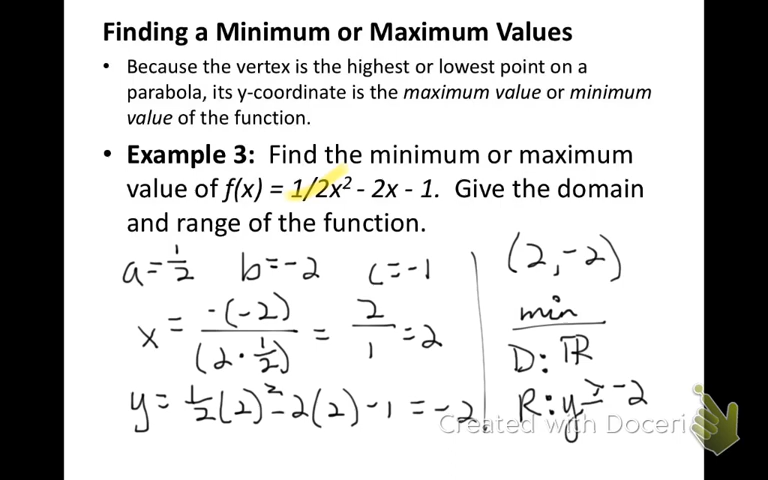 Finding a Minimum or Maximum Values
• Because the vertex is the highest or lowest point on a
parabola, its y-coordinate is the maximum value or minimum
value of the function.
• Example 3: Find the minimum or maximum
value of f(x) = 1/2x² - 2x - 1. Give the domain
and range of the function.
a = 1/2 b = -2 c = -1
x = -(-2)/(2 · 1/2) = 2/1 = 2
y = 1/2(2)² - 2(2) - 1 = -2
(2, -2)
min
D: ℝ
R: y ≥ -2
Created with Doceri